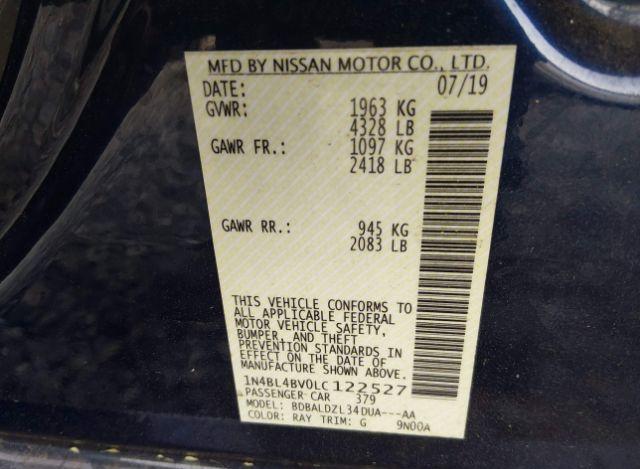 MFD BY NISSAN MOTOR CO., LTD.
DATE: 07/19
GVWR: 1963 KG
4328 LB
GAWR FR.: 1097 KG
2418 LB
GAWR RR.: 945 KG
2083 LB
THIS VEHICLE CONFORMS TO
ALL APPLICABLE FEDERAL
MOTOR VEHICLE SAFETY,
BUMPER, AND THEFT
PREVENTION STANDARDS IN
EFFECT ON THE DATE OF
MANUFACTURE SHOWN ABOVE.
1N4BL4BV0LC122527
PASSENGER CAR 379
MODEL: BDBALDZL34DUA---AA
COLOR: RAY TRIM: G 9N00A